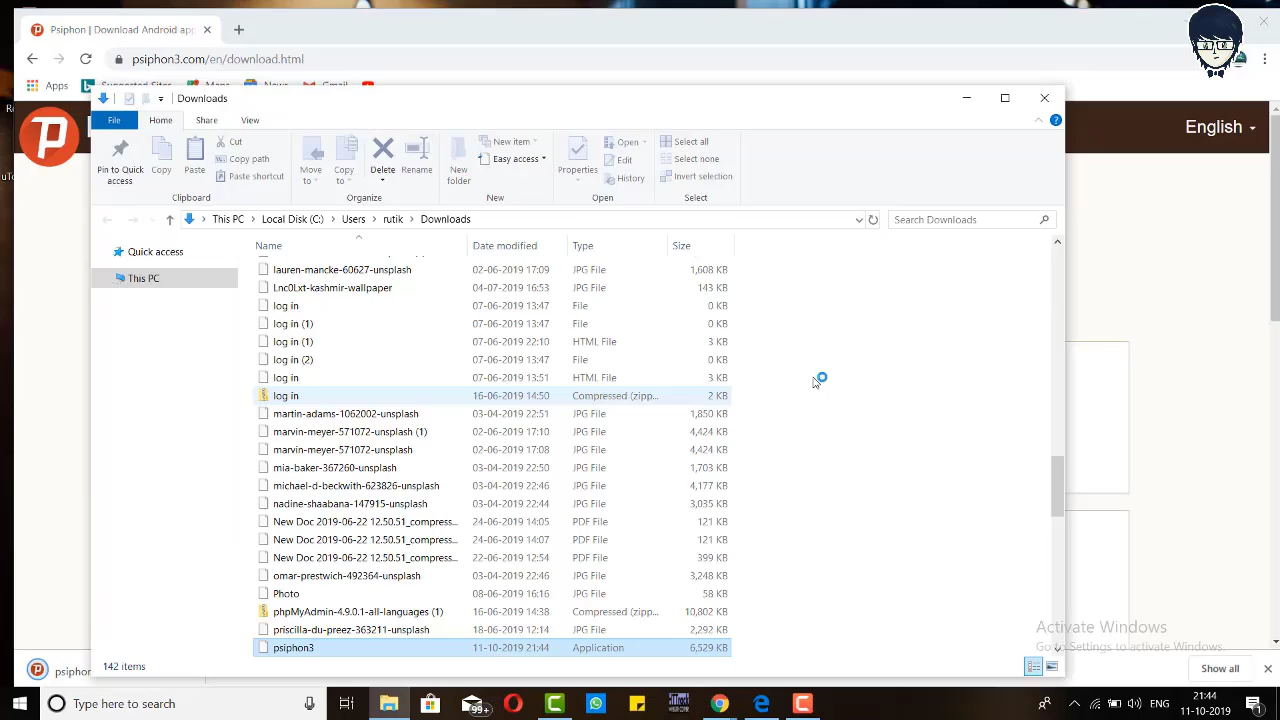 Psiphon | Download Android app
psiphon3.com/en/download.html
Apps
Suggested Sites
Maps
News
Gmail
English
Downloads
File
Home
Share
View
Pin to Quick access
Copy
Paste
Cut
Copy path
Paste shortcut
Clipboard
Move to
Copy to
Delete
Rename
Organize
New folder
New item
Easy access
New
Properties
Open
Edit
History
Open
Select all
Select none
Invert selection
Select
This PC > Local Disk (C:) > Users > rutik > Downloads
Search Downloads
Quick access
This PC
Name Date modified Type Size
lauren-mancke-60627-unsplash 02-06-2019 17:09 JPG File 1,608 KB
Lnc0Lxt-kashmir-wallpaper 04-07-2019 16:53 JPG File 143 KB
log in 07-06-2019 13:47 File 0 KB
log in (1) 07-06-2019 13:47 File 0 KB
log in (1) 07-06-2019 22:10 HTML File 3 KB
log in (2) 07-06-2019 13:47 File 0 KB
log in 07-06-2019 13:51 HTML File 3 KB
log in 16-06-2019 14:50 Compressed (zipp... 2 KB
martin-adams-1062002-unsplash 03-04-2019 22:51 JPG File 1,850 KB
marvin-meyer-571072-unsplash (1) 02-06-2019 17:10 JPG File 4,424 KB
marvin-meyer-571072-unsplash 02-06-2019 17:08 JPG File 4,424 KB
mia-baker-367260-unsplash 03-04-2019 22:50 JPG File 1,703 KB
michael-d-beckwith-623826-unsplash 03-04-2019 22:46 JPG File 4,177 KB
nadine-shaabana-147915-unsplash 03-04-2019 22:44 JPG File 3,035 KB
New Doc 2019-06-22 12.50.51_compress... 24-06-2019 14:05 PDF File 121 KB
New Doc 2019-06-22 12.50.51_compress... 24-06-2019 14:07 PDF File 121 KB
New Doc 2019-06-22 12.50.51_compress... 22-06-2019 12:54 PDF File 399 KB
omar-prestwich-492364-unsplash 03-04-2019 22:46 JPG File 3,248 KB
Photo 08-06-2019 16:16 JPG File 58 KB
phpMyAdmin-4.9.0.1-all-languages (1) 16-06-2019 14:38 Compressed (zipp... 10,802 KB
priscilla-du-preez-363211-unsplash 18-06-2019 12:14 JPG File 2,292 KB
psiphon3 11-10-2019 21:44 Application 6,529 KB
142 items
Activate Windows
Go to Settings to activate Windows.
psiphon
Show all
Type here to search
99+
ENG
21:44
11-10-2019
1